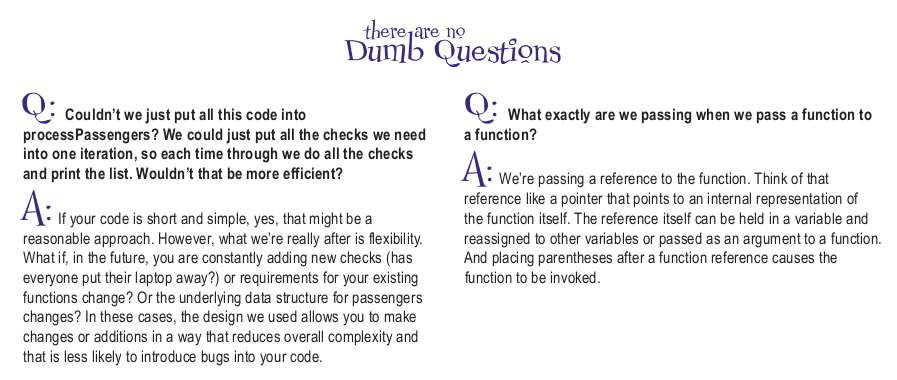 there are no
Dumb Questions
Q: Couldn't we just put all this code into
processPassengers? We could just put all the checks we need
into one iteration, so each time through we do all the checks
and print the list. Wouldn't that be more efficient?
A: If your code is short and simple, yes, that might be a
reasonable approach. However, what we're really after is flexibility.
What if, in the future, you are constantly adding new checks (has
everyone put their laptop away?) or requirements for your existing
functions change? Or the underlying data structure for passengers
changes? In these cases, the design we used allows you to make
changes or additions in a way that reduces overall complexity and
that is less likely to introduce bugs into your code.
Q: What exactly are we passing when we pass a function to
a function?
A: We're passing a reference to the function. Think of that
reference like a pointer that points to an internal representation of
the function itself. The reference itself can be held in a variable and
reassigned to other variables or passed as an argument to a function.
And placing parentheses after a function reference causes the
function to be invoked.